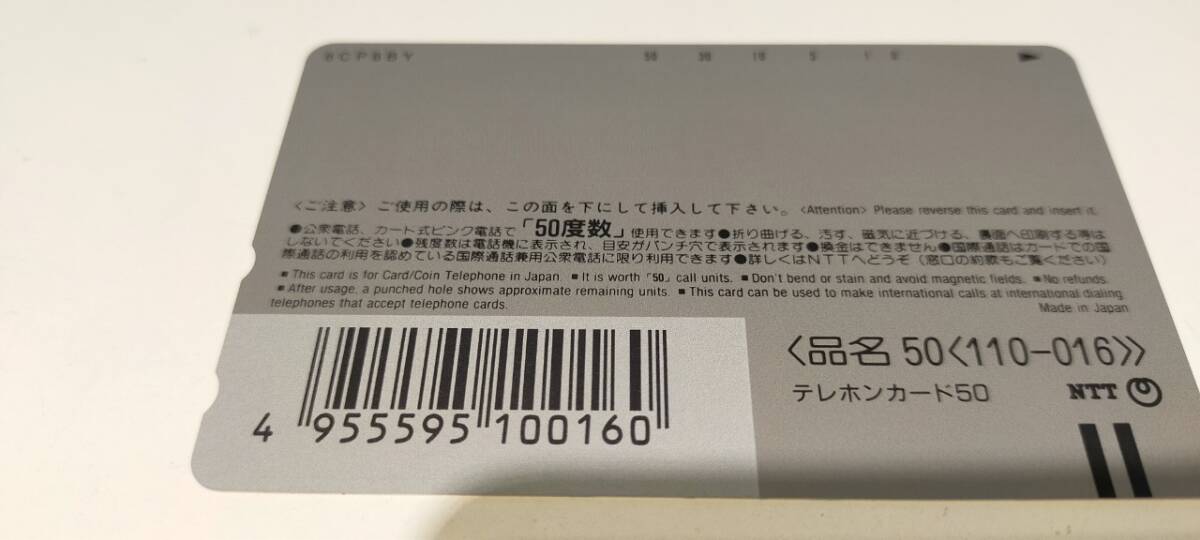 50 30 10 5 1 0
〈ご注意〉ご使用の際は、この面を下にして挿入して下さい。〈Attention〉Please reverse this card and insert it.
●公衆電話、カード式ピンク電話で「50度数」使用できます●折り曲げる、汚す、磁気に近づける、裏面へ印刷する等は
しないでください●残度数は電話機に表示され、目安がパンチ穴で表示されます●換金はできません●国際通話はカードでの国
際通話の利用を認めている国際通話兼用公衆電話に限り利用できます●詳しくはNTTへどうぞ(窓口の約款もご覧ください)
■This card is for Card/Coin Telephone in Japan. ■It is worth「50」call units. ■Don't bend or stain and avoid magnetic fields. ■No refunds.
■After usage, a punched hole shows approximate remaining units. ■This card can be used to make international calls at international dialing
telephones that accept telephone cards.
Made in Japan
〈品名 50〈110-016〉〉
テレホンカード50 NTT
4 955595 100160